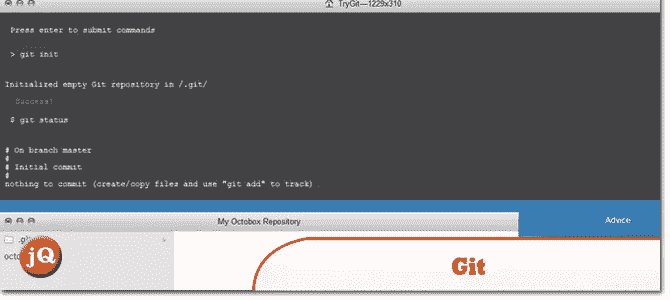 TryGit—1229x310
Press enter to submit commands
> git init
Initialized empty Git repository in /.git/
Success!
$ git status
# On branch master
#
# Initial commit
#
nothing to commit (create/copy files and use "git add" to track)
My Octobox Repository
Advice
.gi
octo
jQ
Git